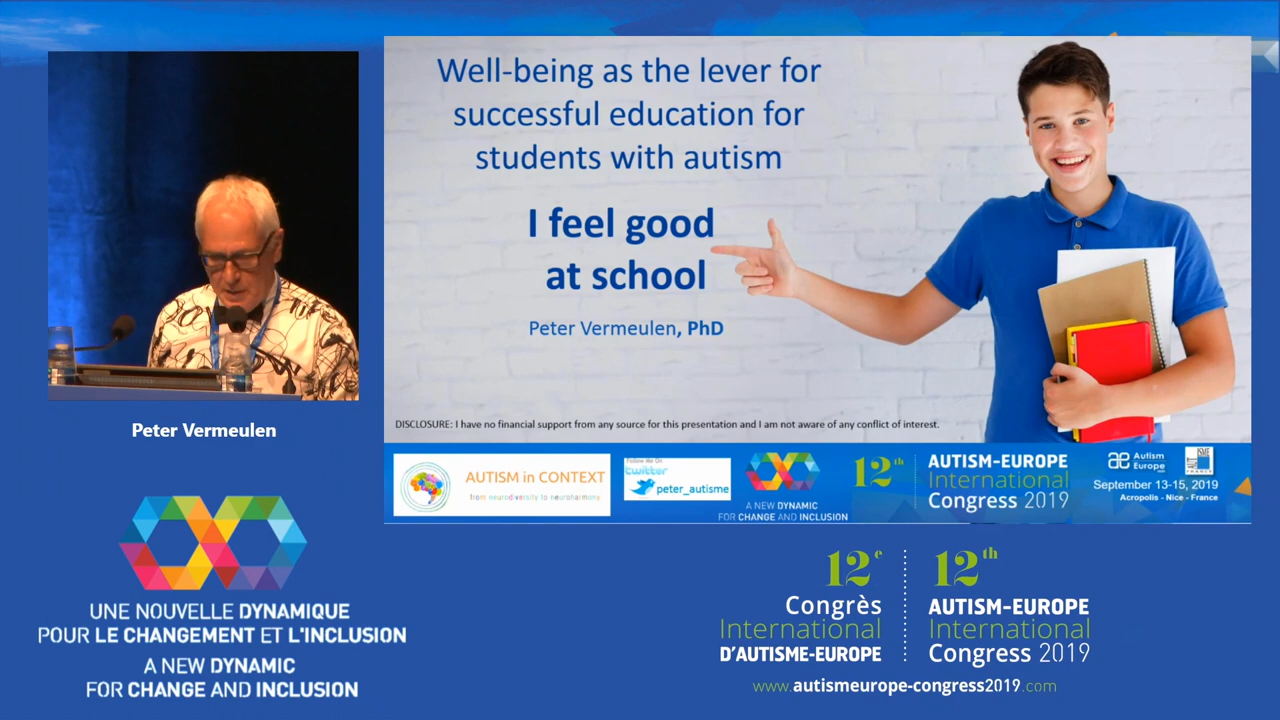 Well-being as the lever for
successful education for
students with autism
I feel good
at school
Peter Vermeulen, PhD
DISCLOSURE: I have no financial support from any source for this presentation and I am not aware of any conflict of interest.
AUTISM in CONTEXT
from neurodiversity to neuroharmony
Follow Me On
twitter
peter_autisme
A NEW DYNAMIC
FOR CHANGE AND INCLUSION
12th
AUTISM-EUROPE
International
Congress 2019
ae Autism Europe
FRANCE
September 13-15, 2019
Acropolis - Nice - France
Peter Vermeulen
UNE NOUVELLE DYNAMIQUE
POUR LE CHANGEMENT ET L'INCLUSION
A NEW DYNAMIC
FOR CHANGE AND INCLUSION
12e
Congrès
International
D'AUTISME-EUROPE
12th
AUTISM-EUROPE
International
Congress 2019
www.autismeurope-congress2019.com